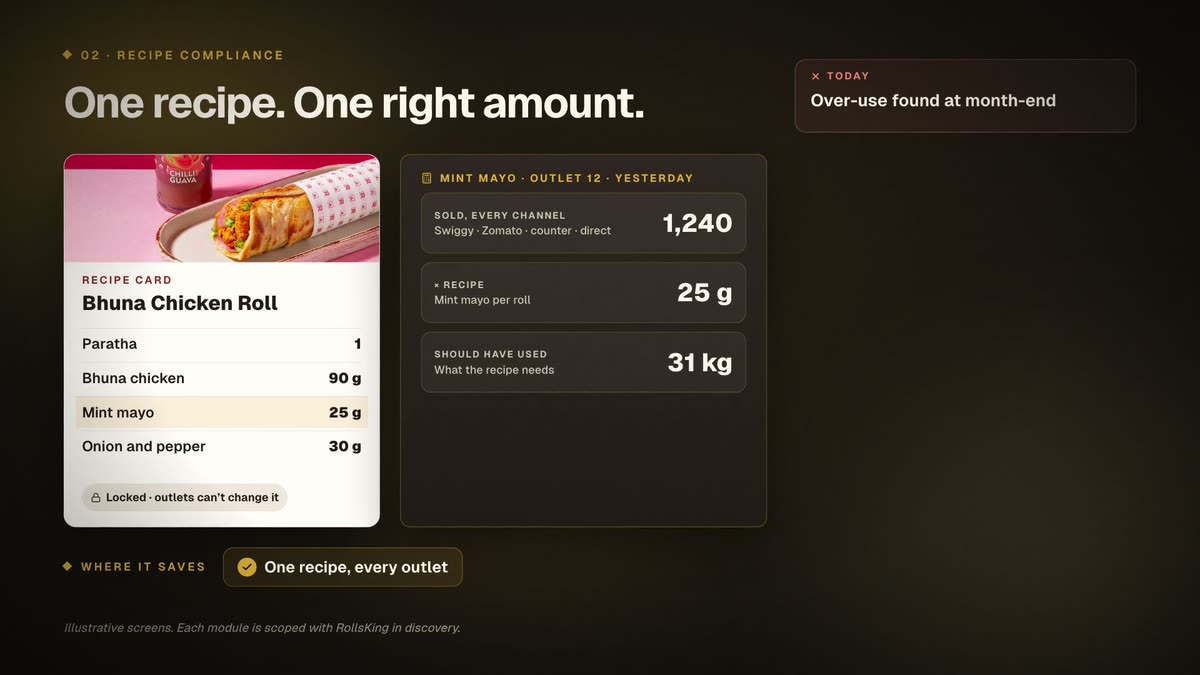 02 · RECIPE COMPLIANCE
One recipe. One right amount.
× TODAY
Over-use found at month-end
CHILLI
GUAVA
RECIPE CARD
Bhuna Chicken Roll
Paratha 1
Bhuna chicken 90 g
Mint mayo 25 g
Onion and pepper 30 g
Locked · outlets can't change it
MINT MAYO · OUTLET 12 · YESTERDAY
SOLD, EVERY CHANNEL
Swiggy · Zomato · counter · direct
1,240
× RECIPE
Mint mayo per roll
25 g
SHOULD HAVE USED
What the recipe needs
31 kg
WHERE IT SAVES
One recipe, every outlet
Illustrative screens. Each module is scoped with RollsKing in discovery.